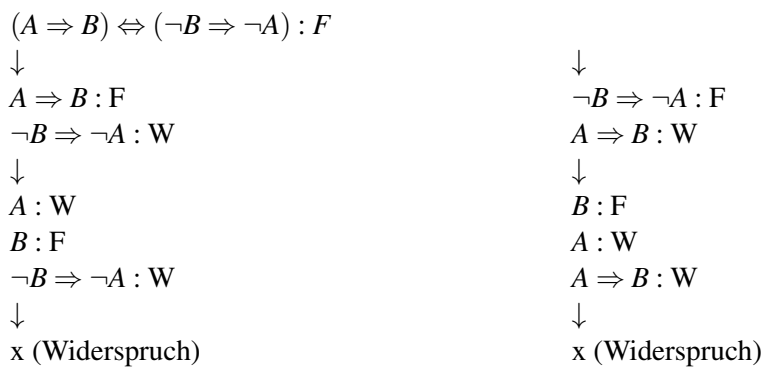 (A ⇒ B) ⇔ (¬B ⇒ ¬A) : F
↓ ↓
A ⇒ B : F ¬B ⇒ ¬A : F
¬B ⇒ ¬A : W A ⇒ B : W
↓ ↓
A : W B : F
B : F A : W
¬B ⇒ ¬A : W A ⇒ B : W
↓ ↓
x (Widerspruch) x (Widerspruch)